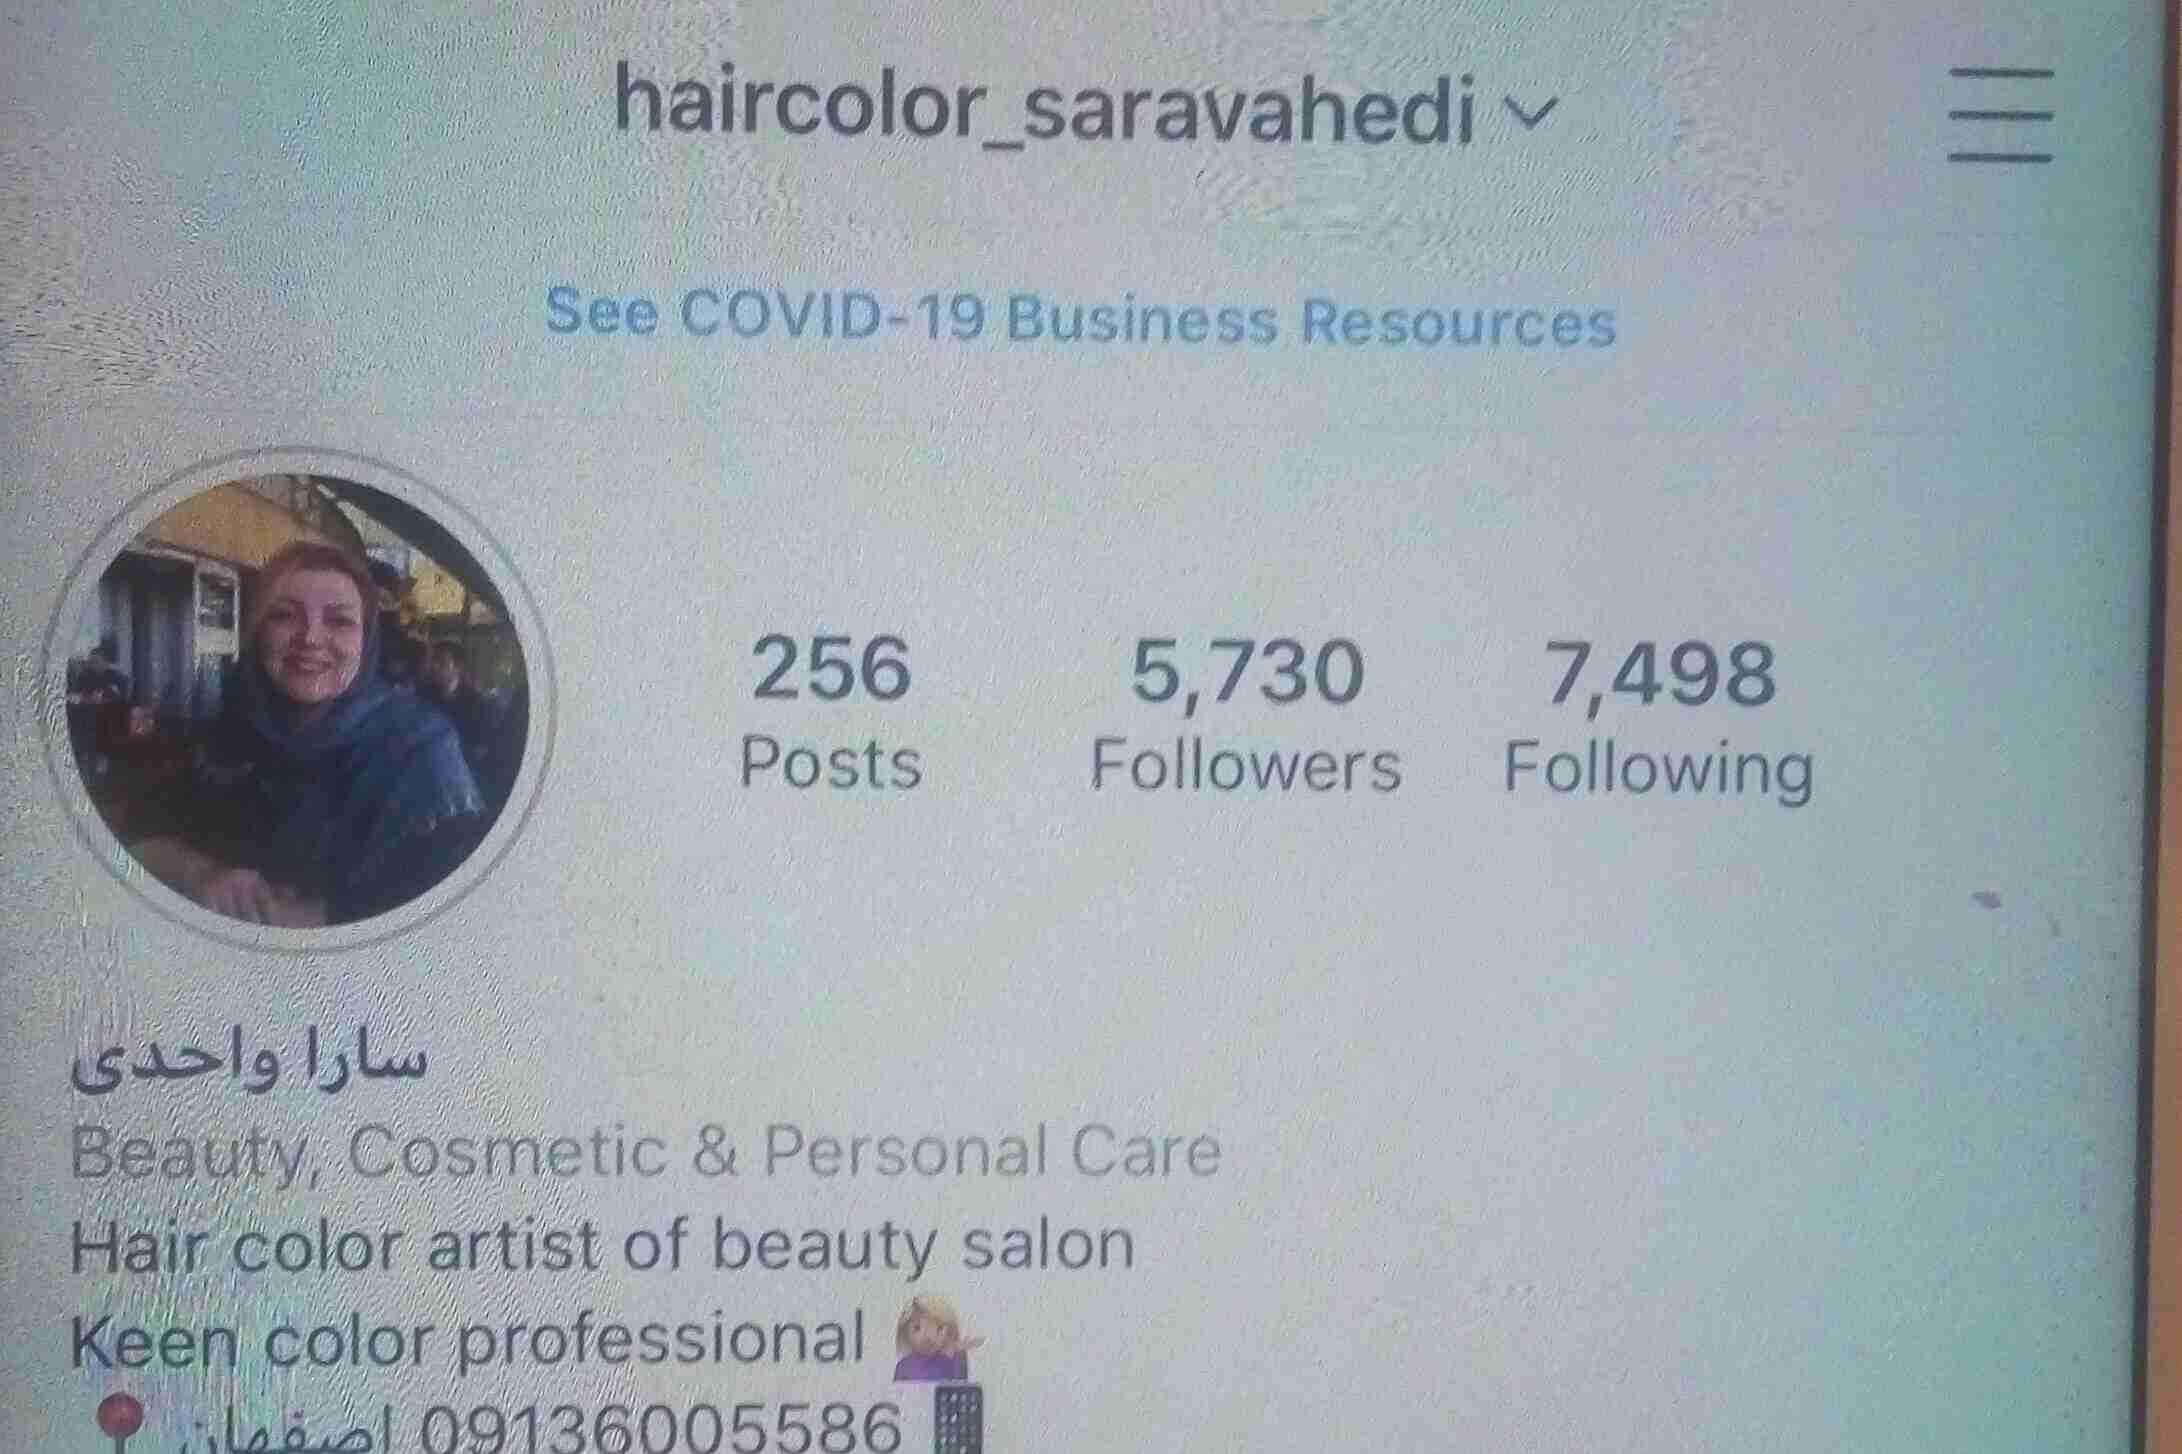 haircolor_saravahedi
See COVID-19 Business Resources
256 5,730 7,498
Posts Followers Following
سارا واحدی
Beauty, Cosmetic & Personal Care
Hair color artist of beauty salon
Keen color professional 💁🏼‍♀️
📍 اصفهان 09136005586 📱